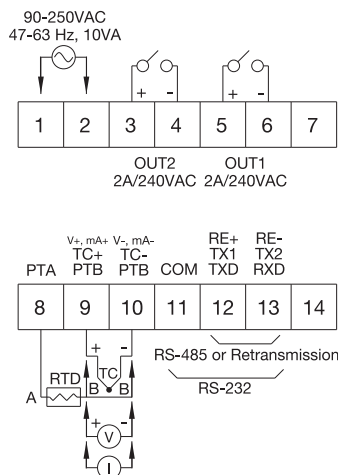 90-250VAC
47-63 Hz, 10VA
+ - + -
1 2 3 4 5 6 7
OUT2 OUT1
2A/240VAC 2A/240VAC
V+, mA+ V-, mA- RE+ RE-
TC+ TC- TX1 TX2
PTA PTB PTB COM TXD RXD
8 9 10 11 12 13 14
+ -
RS-485 or Retransmission
RTD TC
A B B RS-232
+ V -
I